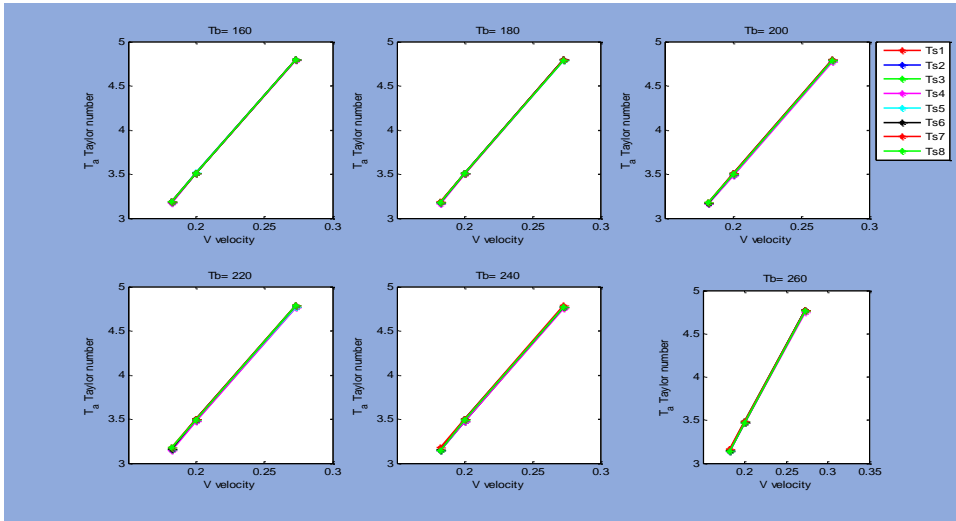 Tb= 160
5
4.5
4
3.5
3
T_a Taylor number
0.2
0.25
0.3
V velocity
Tb= 180
5
4.5
4
3.5
3
T_a Taylor number
0.2
0.25
0.3
V velocity
Tb= 200
5
4.5
4
3.5
3
T_a Taylor number
0.2
0.25
0.3
V velocity
Ts1
Ts2
Ts3
Ts4
Ts5
Ts6
Ts7
Ts8
Tb= 220
5
4.5
4
3.5
3
T_a Taylor number
0.2
0.25
0.3
V velocity
Tb= 240
5
4.5
4
3.5
3
T_a Taylor number
0.2
0.25
0.3
V velocity
Tb= 260
5
4.5
4
3.5
3
T_a Taylor number
0.2
0.25
0.3
0.35
V velocity